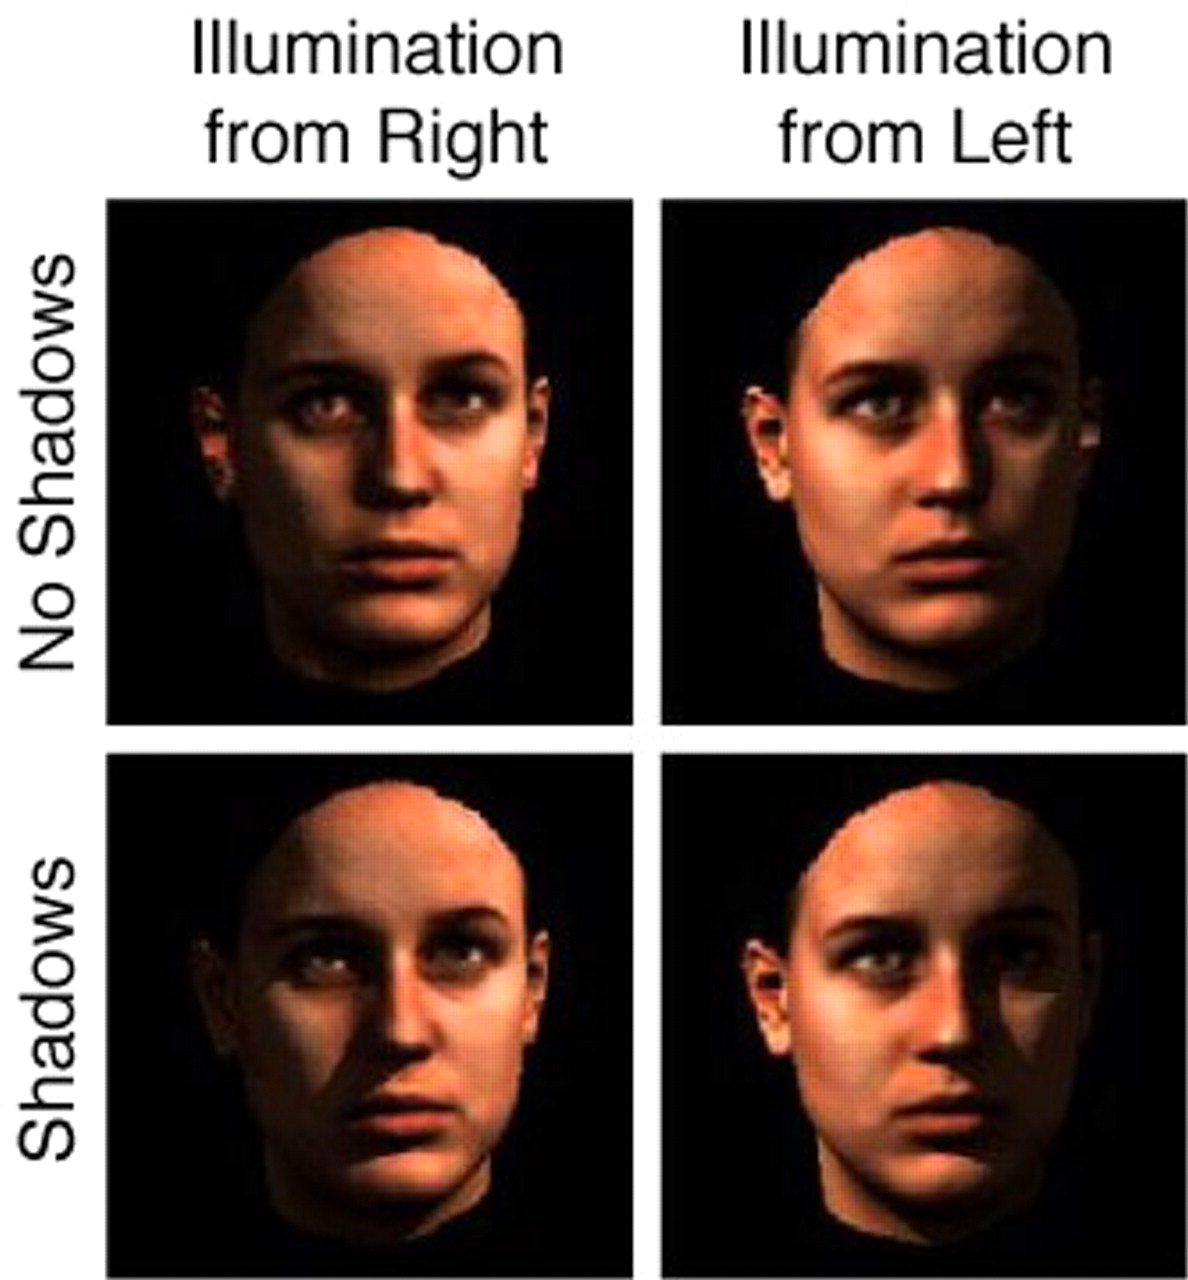 Illumination
from Right
Illumination
from Left
No Shadows
Shadows